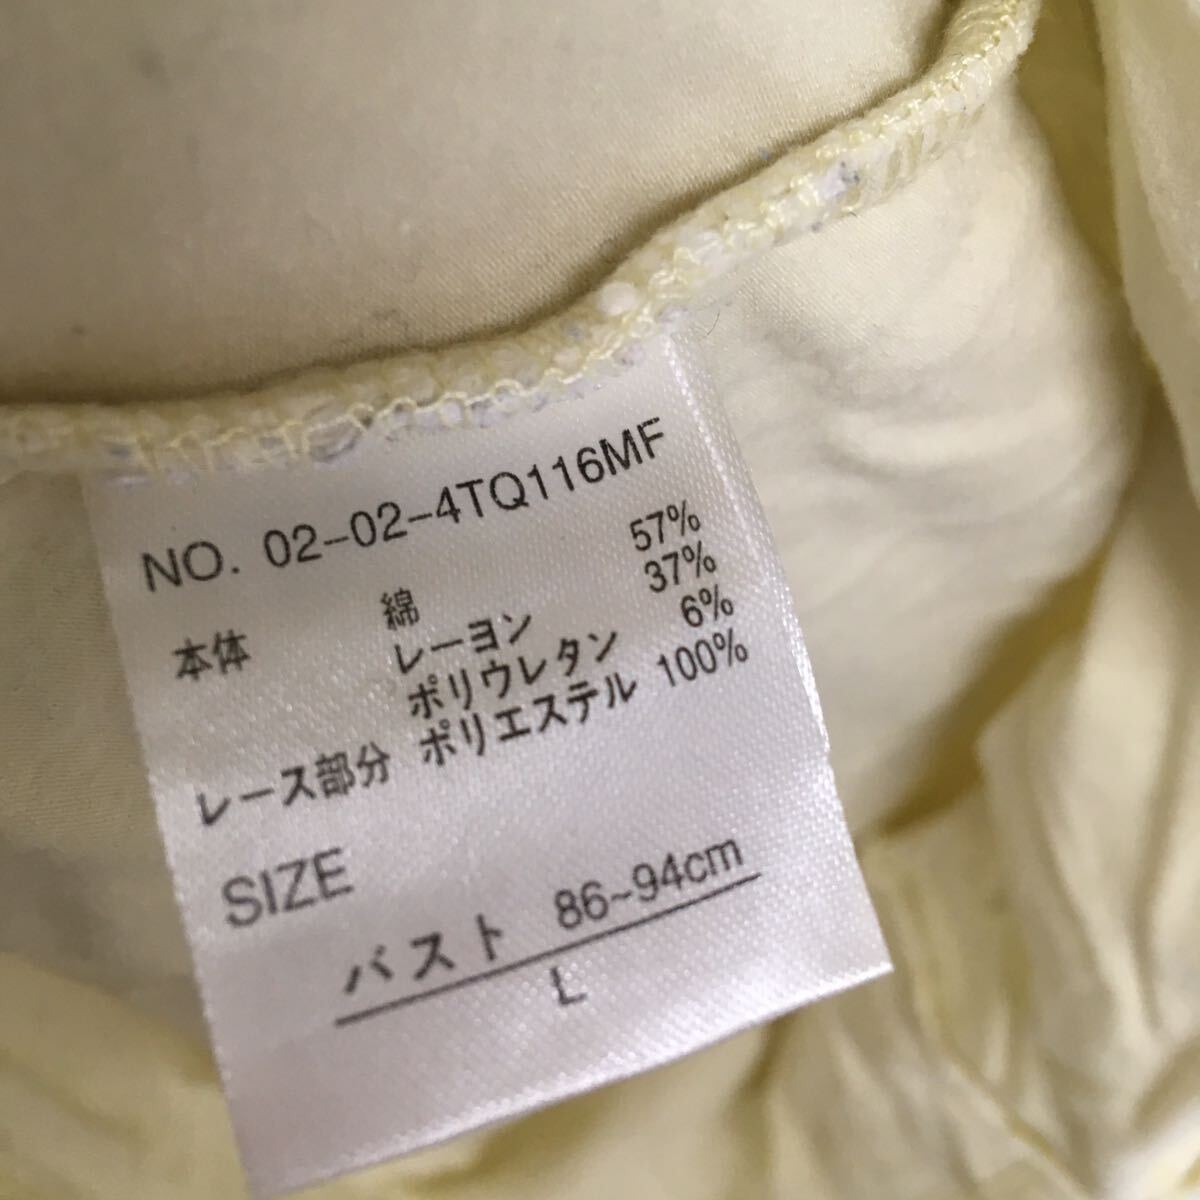 NO. 02-02-4TQ116MF
本体 綿 57%
レーヨン 37%
ポリウレタン 6%
レース部分 ポリエステル 100%
SIZE
バスト 86~94cm
L